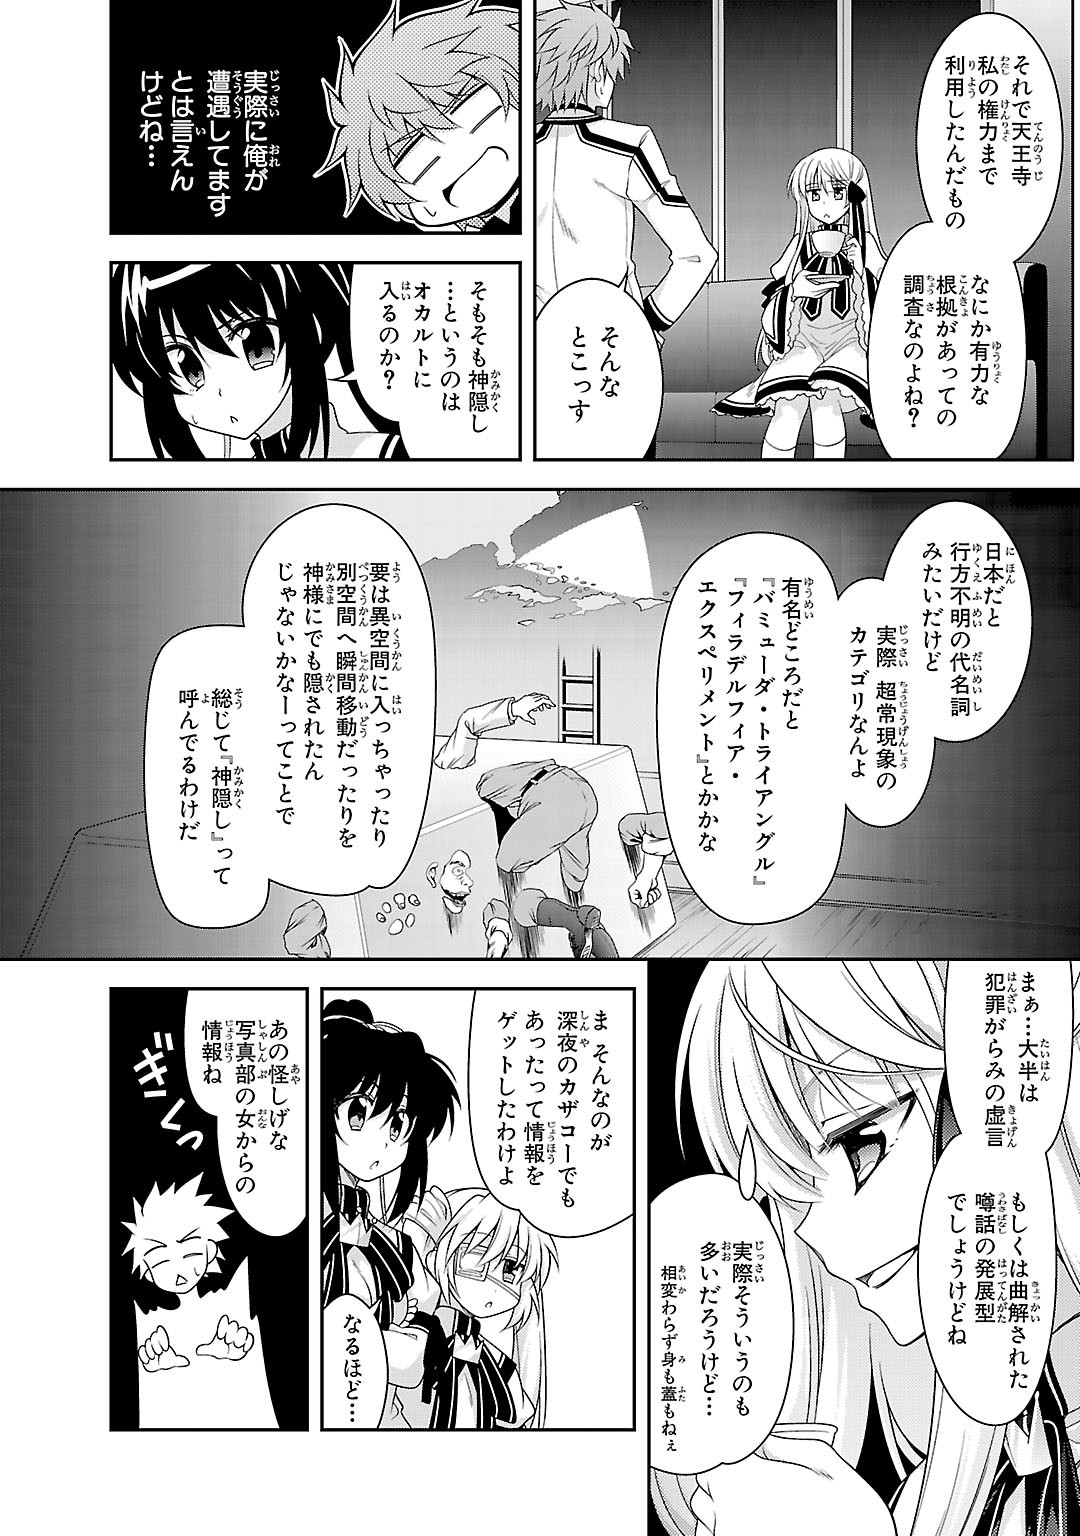 それで天王寺
私の権力まで
利用したんだもの
なにか有力な
根拠があっての
調査なのよね？
そんな
とこっす
実際に俺が
遭遇してます
とは言えん
けどね…
そもそも神隠し
…というのは
オカルトに
入るのか？
日本だと
行方不明の代名詞
みたいだけど
実際 超常現象の
カテゴリなんよ
有名どころだと
『バミューダ・トライアングル』
『フィラデルフィア・
エクスペリメント』とかかな
要は異空間に入っちゃったり
別空間へ瞬間移動だったりを
神様にでも隠されたん
じゃないかなーってことで
総じて『神隠し』って
呼んでるわけだ
まぁ…大半は
犯罪がらみの虚言
もしくは曲解された
噂話の発展型
でしょうけどね
実際そういうのも
多いだろうけど…
相変わらず身も蓋もねぇ
ま そんなのが
深夜のカザコーでも
あったって情報を
ゲットしたわけよ
なるほど…
あの怪しげな
写真部の女からの
情報ね
ぎくっ